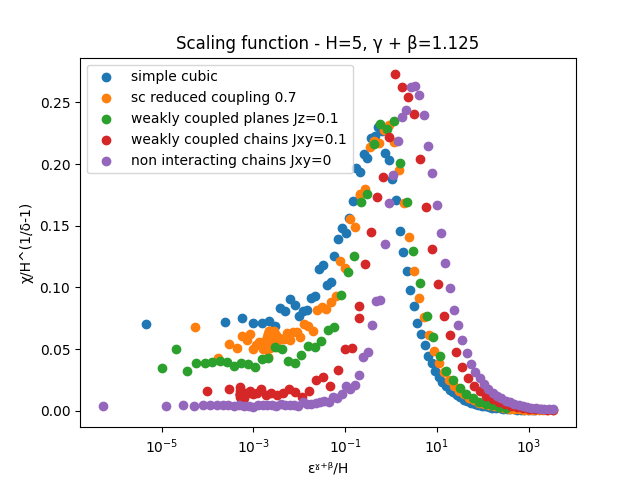 Scaling function - H=5, γ + β=1.125
simple cubic
sc reduced coupling 0.7
weakly coupled planes Jz=0.1
weakly coupled chains Jxy=0.1
non interacting chains Jxy=0
χ/H^(1/δ-1)
0.25
0.20
0.15
0.10
0.05
0.00
10⁻⁵ 10⁻³ 10⁻¹ 10¹ 10³
εᵞ⁺ᵝ/H